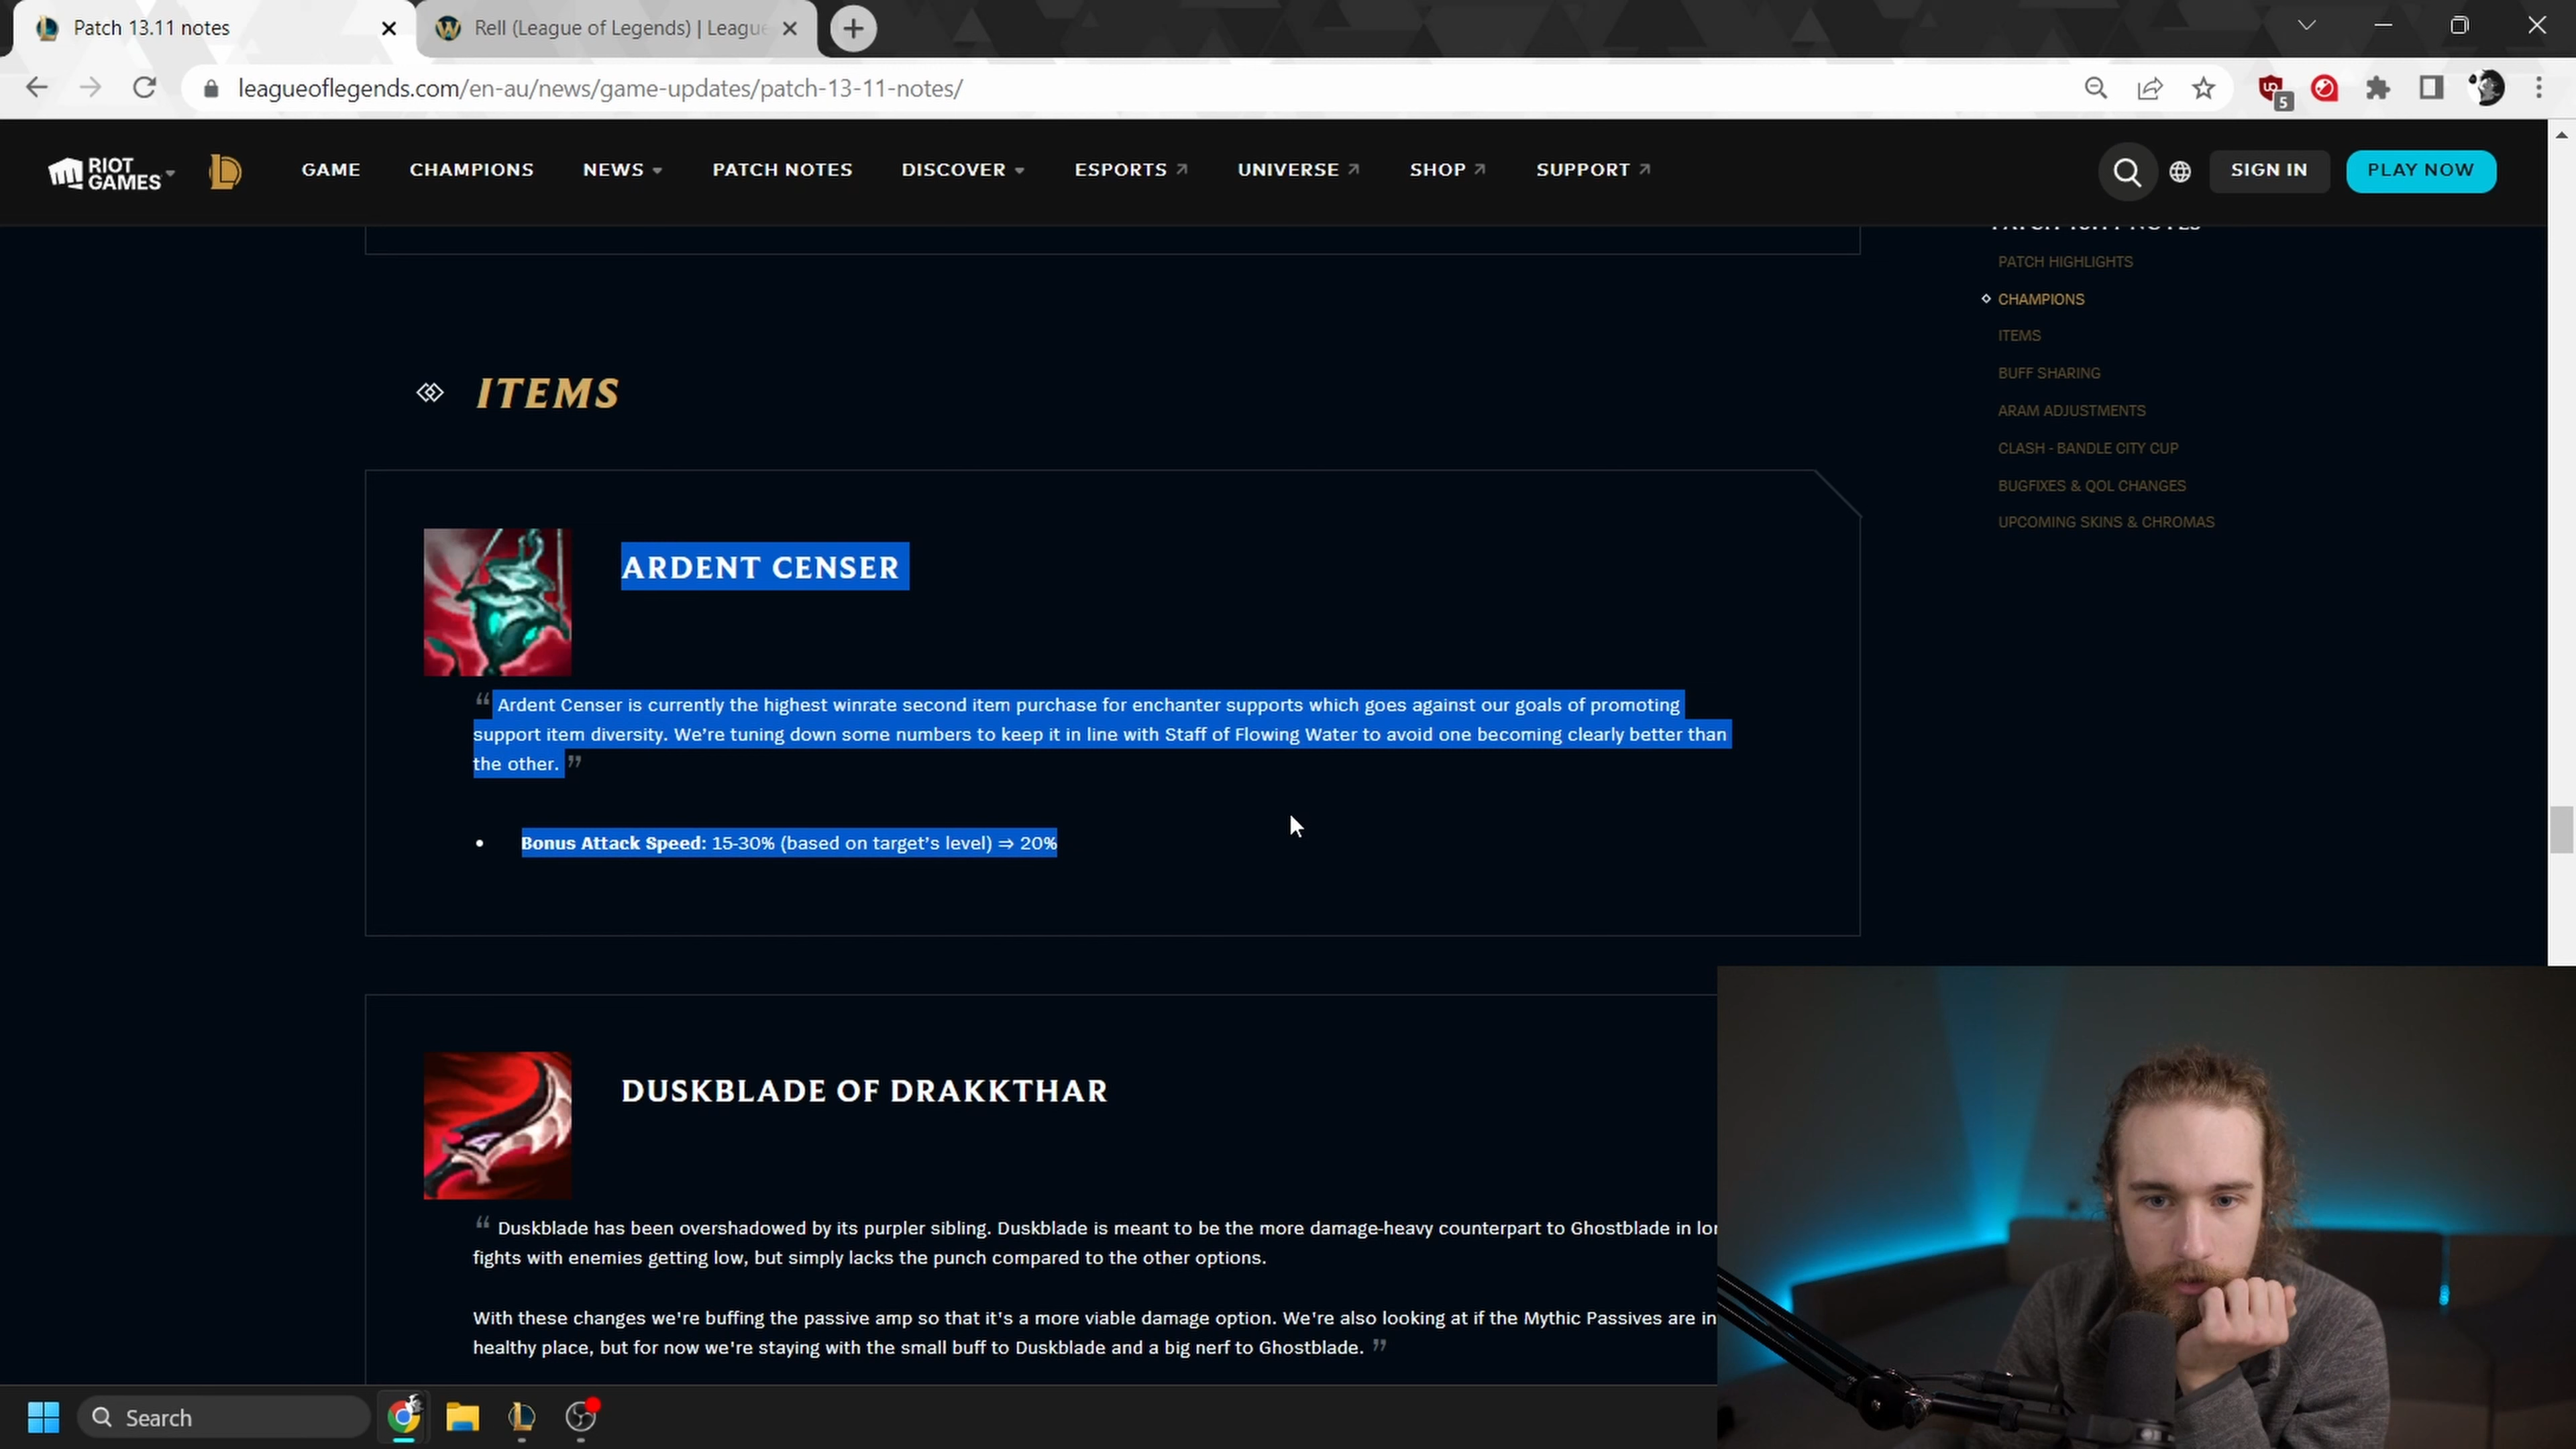 Patch 13.11 notes
Rell (League of Legends) | League
leagueoflegends.com/en-au/news/game-updates/patch-13-11-notes/
5
RIOT GAMES
GAME
CHAMPIONS
NEWS
PATCH NOTES
DISCOVER
ESPORTS
UNIVERSE
SHOP
SUPPORT
SIGN IN
PLAY NOW
PATCH 13.11 NOTES
PATCH HIGHLIGHTS
CHAMPIONS
ITEMS
BUFF SHARING
ARAM ADJUSTMENTS
CLASH - BANDLE CITY CUP
BUGFIXES & QOL CHANGES
UPCOMING SKINS & CHROMAS
ITEMS
ARDENT CENSER
“ Ardent Censer is currently the highest winrate second item purchase for enchanter supports which goes against our goals of promoting
support item diversity. We’re tuning down some numbers to keep it in line with Staff of Flowing Water to avoid one becoming clearly better than
the other. ”
• Bonus Attack Speed: 15-30% (based on target’s level) ⇒ 20%
DUSKBLADE OF DRAKKTHAR
“ Duskblade has been overshadowed by its purpler sibling. Duskblade is meant to be the more damage-heavy counterpart to Ghostblade in
fights with enemies getting low, but simply lacks the punch compared to the other options.
With these changes we're buffing the passive amp so that it's a more viable damage option. We're also looking at if the Mythic Passives are in
healthy place, but for now we're staying with the small buff to Duskblade and a big nerf to Ghostblade. ”
Search